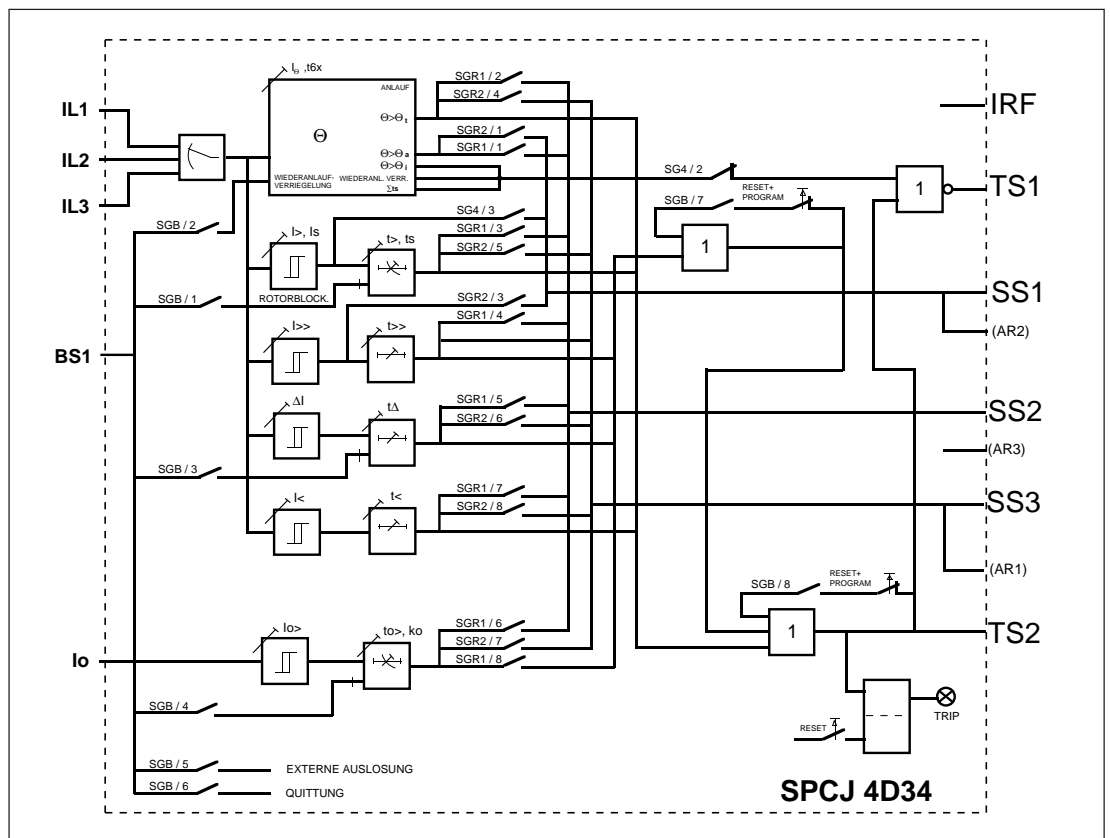 I_Θ ,t6x
SGR1 / 2
ANLAUF
SGR2 / 4
IRF
IL1
Θ>Θ t
SGR2 / 1
Θ
Θ>Θ a
SGR1 / 1
IL2
Θ>Θ i
WIEDERANLAUF-
VERRIEGELUNG
WIEDERANL. VERR.
Σts
SG4 / 2
1
TS1
IL3
SGB / 7
RESET+
PROGRAM
SGB / 2
SG4 / 3
I>, Is
t>, ts
SGR1 / 3
SGR2 / 5
1
SS1
SGB / 1
ROTORBLOCK.
SGR2 / 3
SGR1 / 4
(AR2)
I>>
t>>
BS1
ΔI
tΔ
SGR1 / 5
SGR2 / 6
SS2
(AR3)
SGB / 3
I<
t<
SGR1 / 7
SGR2 / 8
SS3
(AR1)
SGB / 8
RESET+
PROGRAM
Io>
to>, ko
SGR1 / 6
SGR2 / 7
SGR1 / 8
1
TS2
Io
SGB / 4
RESET
TRIP
SGB / 5
EXTERNE AUSLOSUNG
SGB / 6
QUITTUNG
SPCJ 4D34